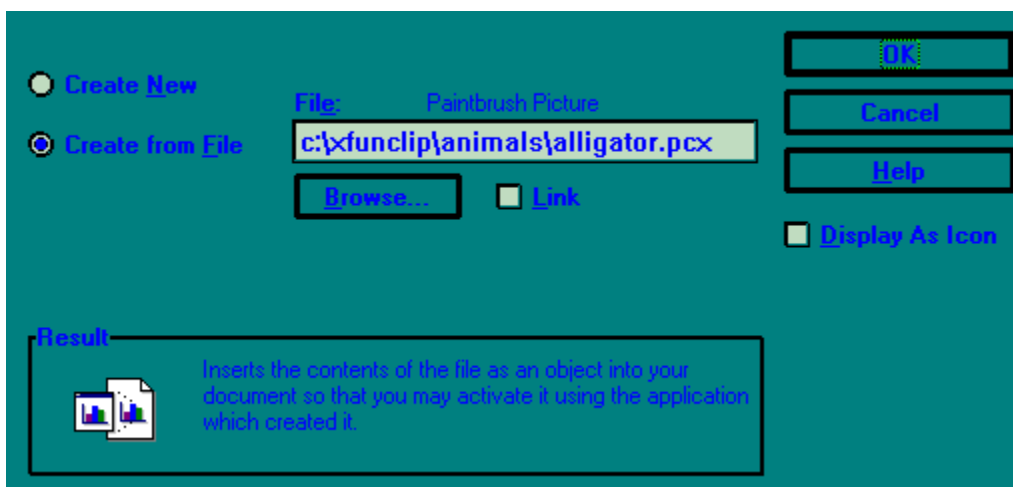 Create New
Create from File
File: Paintbrush Picture
c:\xfunclip\animals\alligator.pcx
Browse...
Link
OK
Cancel
Help
Display As Icon
Result
Inserts the contents of the file as an object into your
document so that you may activate it using the application
which created it.